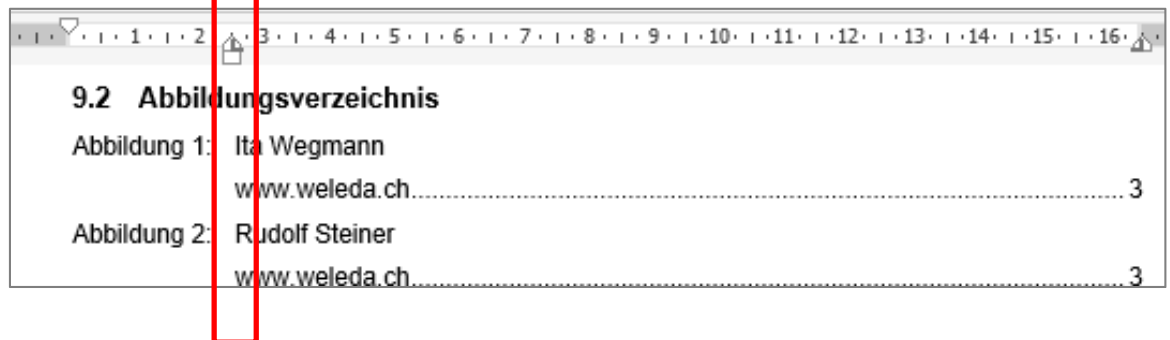 1 2 3 4 5 6 7 8 9 10 11 12 13 14 15 16
9.2 Abbildungsverzeichnis
Abbildung 1: Ita Wegmann
www.weleda.ch........................................ 3
Abbildung 2: Rudolf Steiner
www.weleda.ch........................................ 3